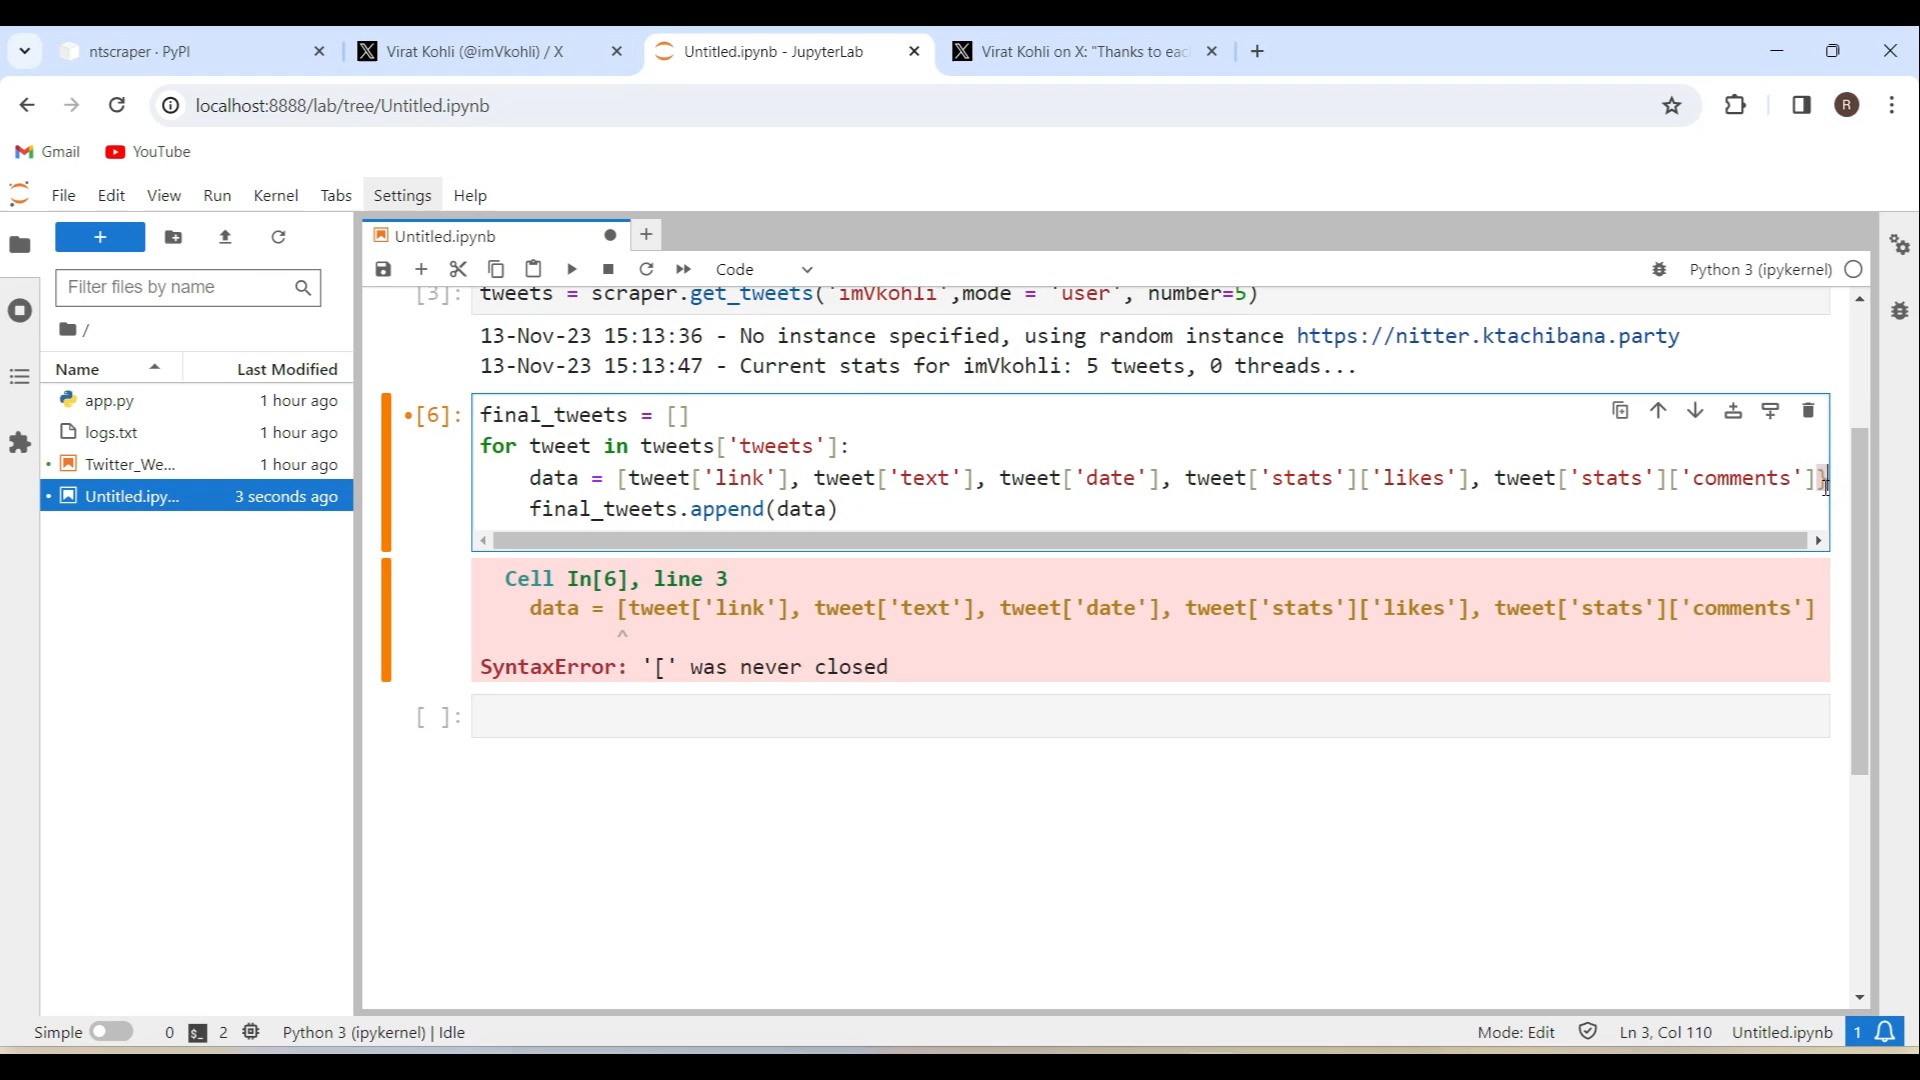 ntscraper · PyPI
Virat Kohli (@imVkohli) / X
Untitled.ipynb - JupyterLab
Virat Kohli on X: "Thanks to eac
localhost:8888/lab/tree/Untitled.ipynb
R
Gmail
YouTube
File
Edit
View
Run
Kernel
Tabs
Settings
Help
Untitled.ipynb
Code
Python 3 (ipykernel)
Filter files by name
/
Name
Last Modified
app.py
1 hour ago
logs.txt
1 hour ago
Twitter_We...
1 hour ago
Untitled.ipy...
3 seconds ago
[3]: tweets = scraper.get_tweets('imVkohli',mode = 'user', number=5)
13-Nov-23 15:13:36 - No instance specified, using random instance https://nitter.ktachibana.party
13-Nov-23 15:13:47 - Current stats for imVkohli: 5 tweets, 0 threads...
[6]: final_tweets = []
for tweet in tweets['tweets']:
data = [tweet['link'], tweet['text'], tweet['date'], tweet['stats']['likes'], tweet['stats']['comments']
final_tweets.append(data)
Cell In[6], line 3
data = [tweet['link'], tweet['text'], tweet['date'], tweet['stats']['likes'], tweet['stats']['comments']
^
SyntaxError: '[' was never closed
[ ]:
Simple
0
2
Python 3 (ipykernel) | Idle
Mode: Edit
Ln 3, Col 110
Untitled.ipynb
1